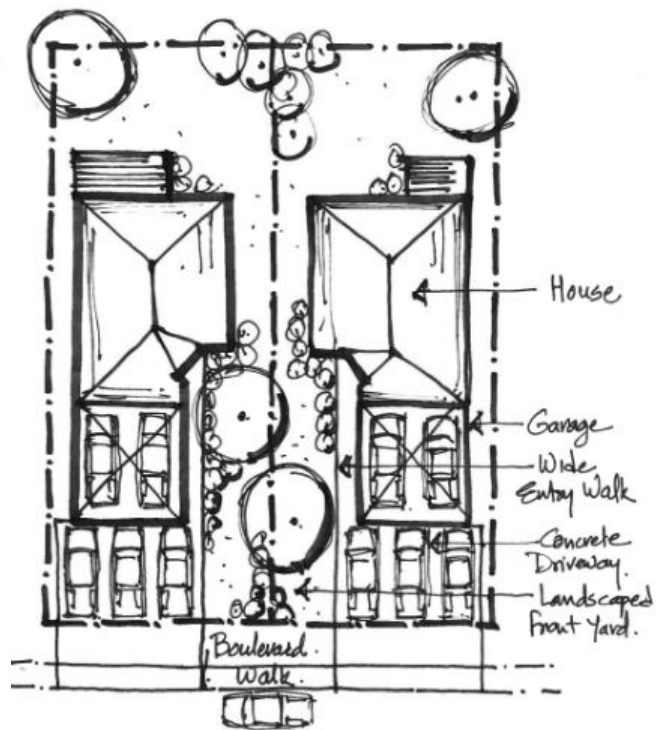 House
Garage
Wide
Entry Walk
Concrete
Driveway.
Landscaped
Front Yard.
Boulevard
Walk